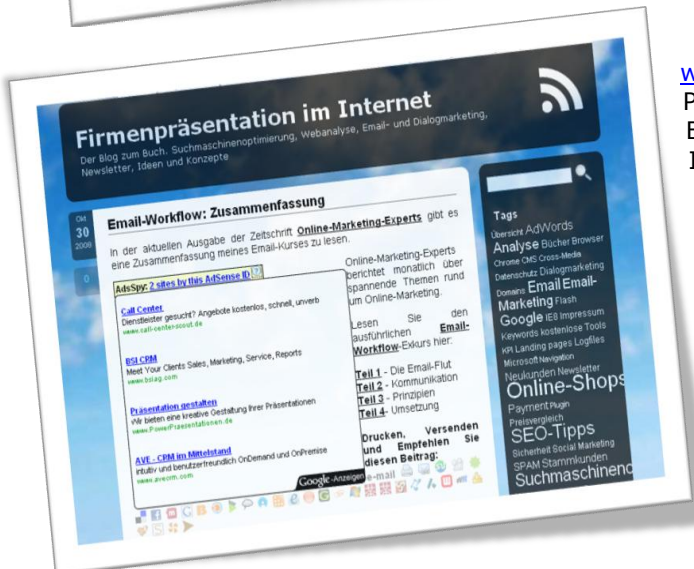 Firmenpräsentation im Internet
Der Blog zum Buch. Suchmaschinenoptimierung, Webanalyse, Email- und Dialogmarketing,
Newsletter, Ideen und Konzepte
Okt
30
2008
0
Email-Workflow: Zusammenfassung
In der aktuellen Ausgabe der Zeitschrift Online-Marketing-Experts gibt es
eine Zusammenfassung meines Email-Kurses zu lesen.
AdsSpy: 2 sites by this AdSense ID
Call Center
Dienstleister gesucht? Angebote kostenlos, schnell, unverb
www.call-center-scout.de
BSI CRM
Meet Your Clients Sales, Marketing, Service, Reports
www.bsiag.com
Präsentation gestalten
Wir bieten eine kreative Gestaltung Ihrer Präsentationen
www.PowerPraesentationen.de
AVE - CRM im Mittelstand
intuitiv und benutzerfreundlich OnDemand und OnPremise
www.avecrm.com
Google-Anzeigen
Online-Marketing-Experts
berichtet monatlich über
spannende Themen rund
um Online-Marketing.
Lesen Sie den
ausführlichen Email-
Workflow-Exkurs hier:
Teil 1 - Die Email-Flut
Teil 2 - Kommunikation
Teil 3 - Prinzipien
Teil 4- Umsetzung
Drucken, Versenden
und Empfehlen Sie
diesen Beitrag:
e-mail
Tags
Übersicht AdWords
Analyse Bücher Browser
Chrome CMS Cross-Media
Datenschutz Dialogmarketing
Domains Email Email-
Marketing Flash
Google IE8 Impressum
Keywords kostenlose Tools
KPI Landing pages Logfiles
Microsoft Navigation
Neukunden Newsletter
Online-Shops
Payment Plugin
Preisvergleich
SEO-Tipps
Sicherheit Social Marketing
SPAM Stammkunden
Suchmaschineno